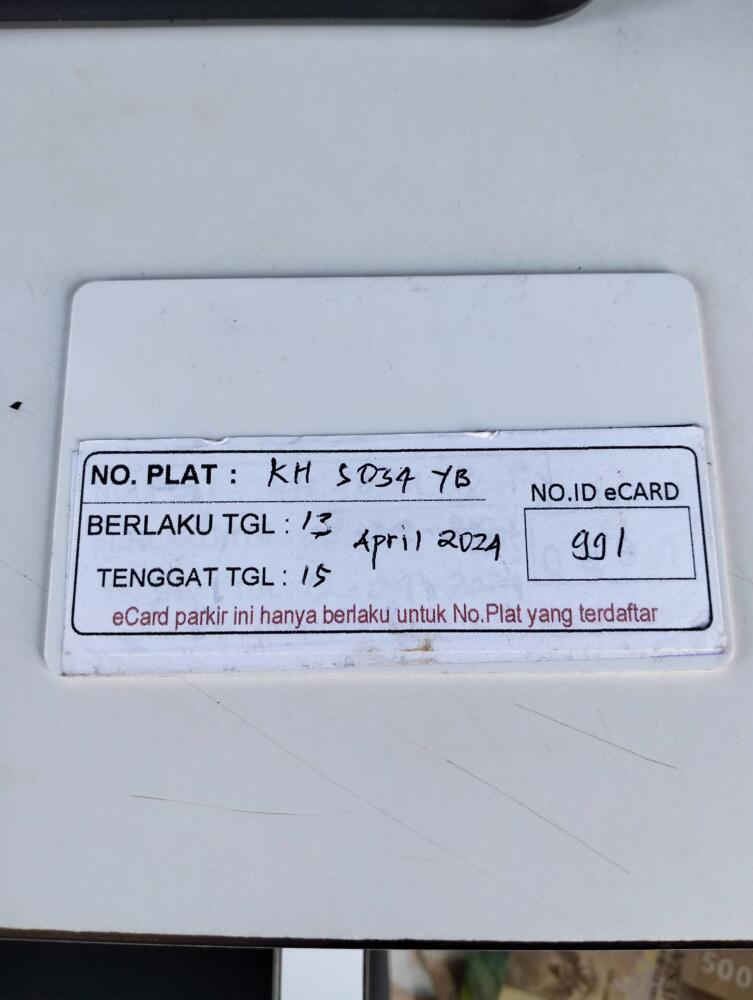 NO. PLAT : KH 5034 YB
NO.ID eCARD
BERLAKU TGL : 13 April 2024
991
TENGGAT TGL : 15
eCard parkir ini hanya berlaku untuk No.Plat yang terdaftar
500